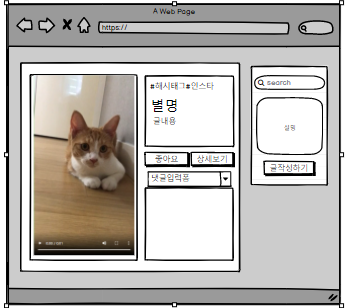 A Web Page
https://
#해시태그#인스타
별명
글내용
좋아요
상세보기
댓글입력폼
search
설명
글작성하기